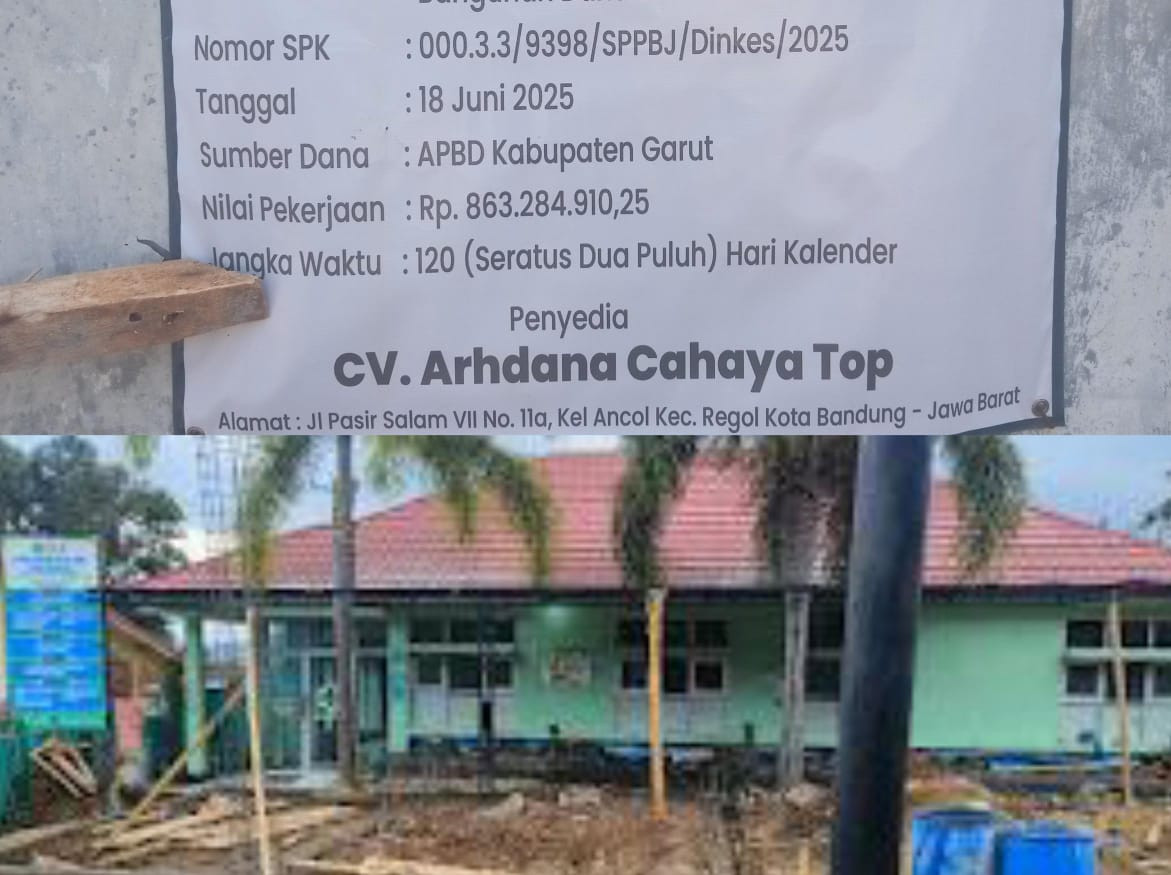 Nomor SPK : 000.3.3/9398/SPPBJ/Dinkes/2025
Tanggal : 18 Juni 2025
Sumber Dana : APBD Kabupaten Garut
Nilai Pekerjaan : Rp. 863.284.910,25
Jangka Waktu : 120 (Seratus Dua Puluh) Hari Kalender
Penyedia
CV. Arhdana Cahaya Top
Alamat : Jl Pasir Salam VII No. 11a, Kel Ancol Kec. Regol Kota Bandung - Jawa Barat